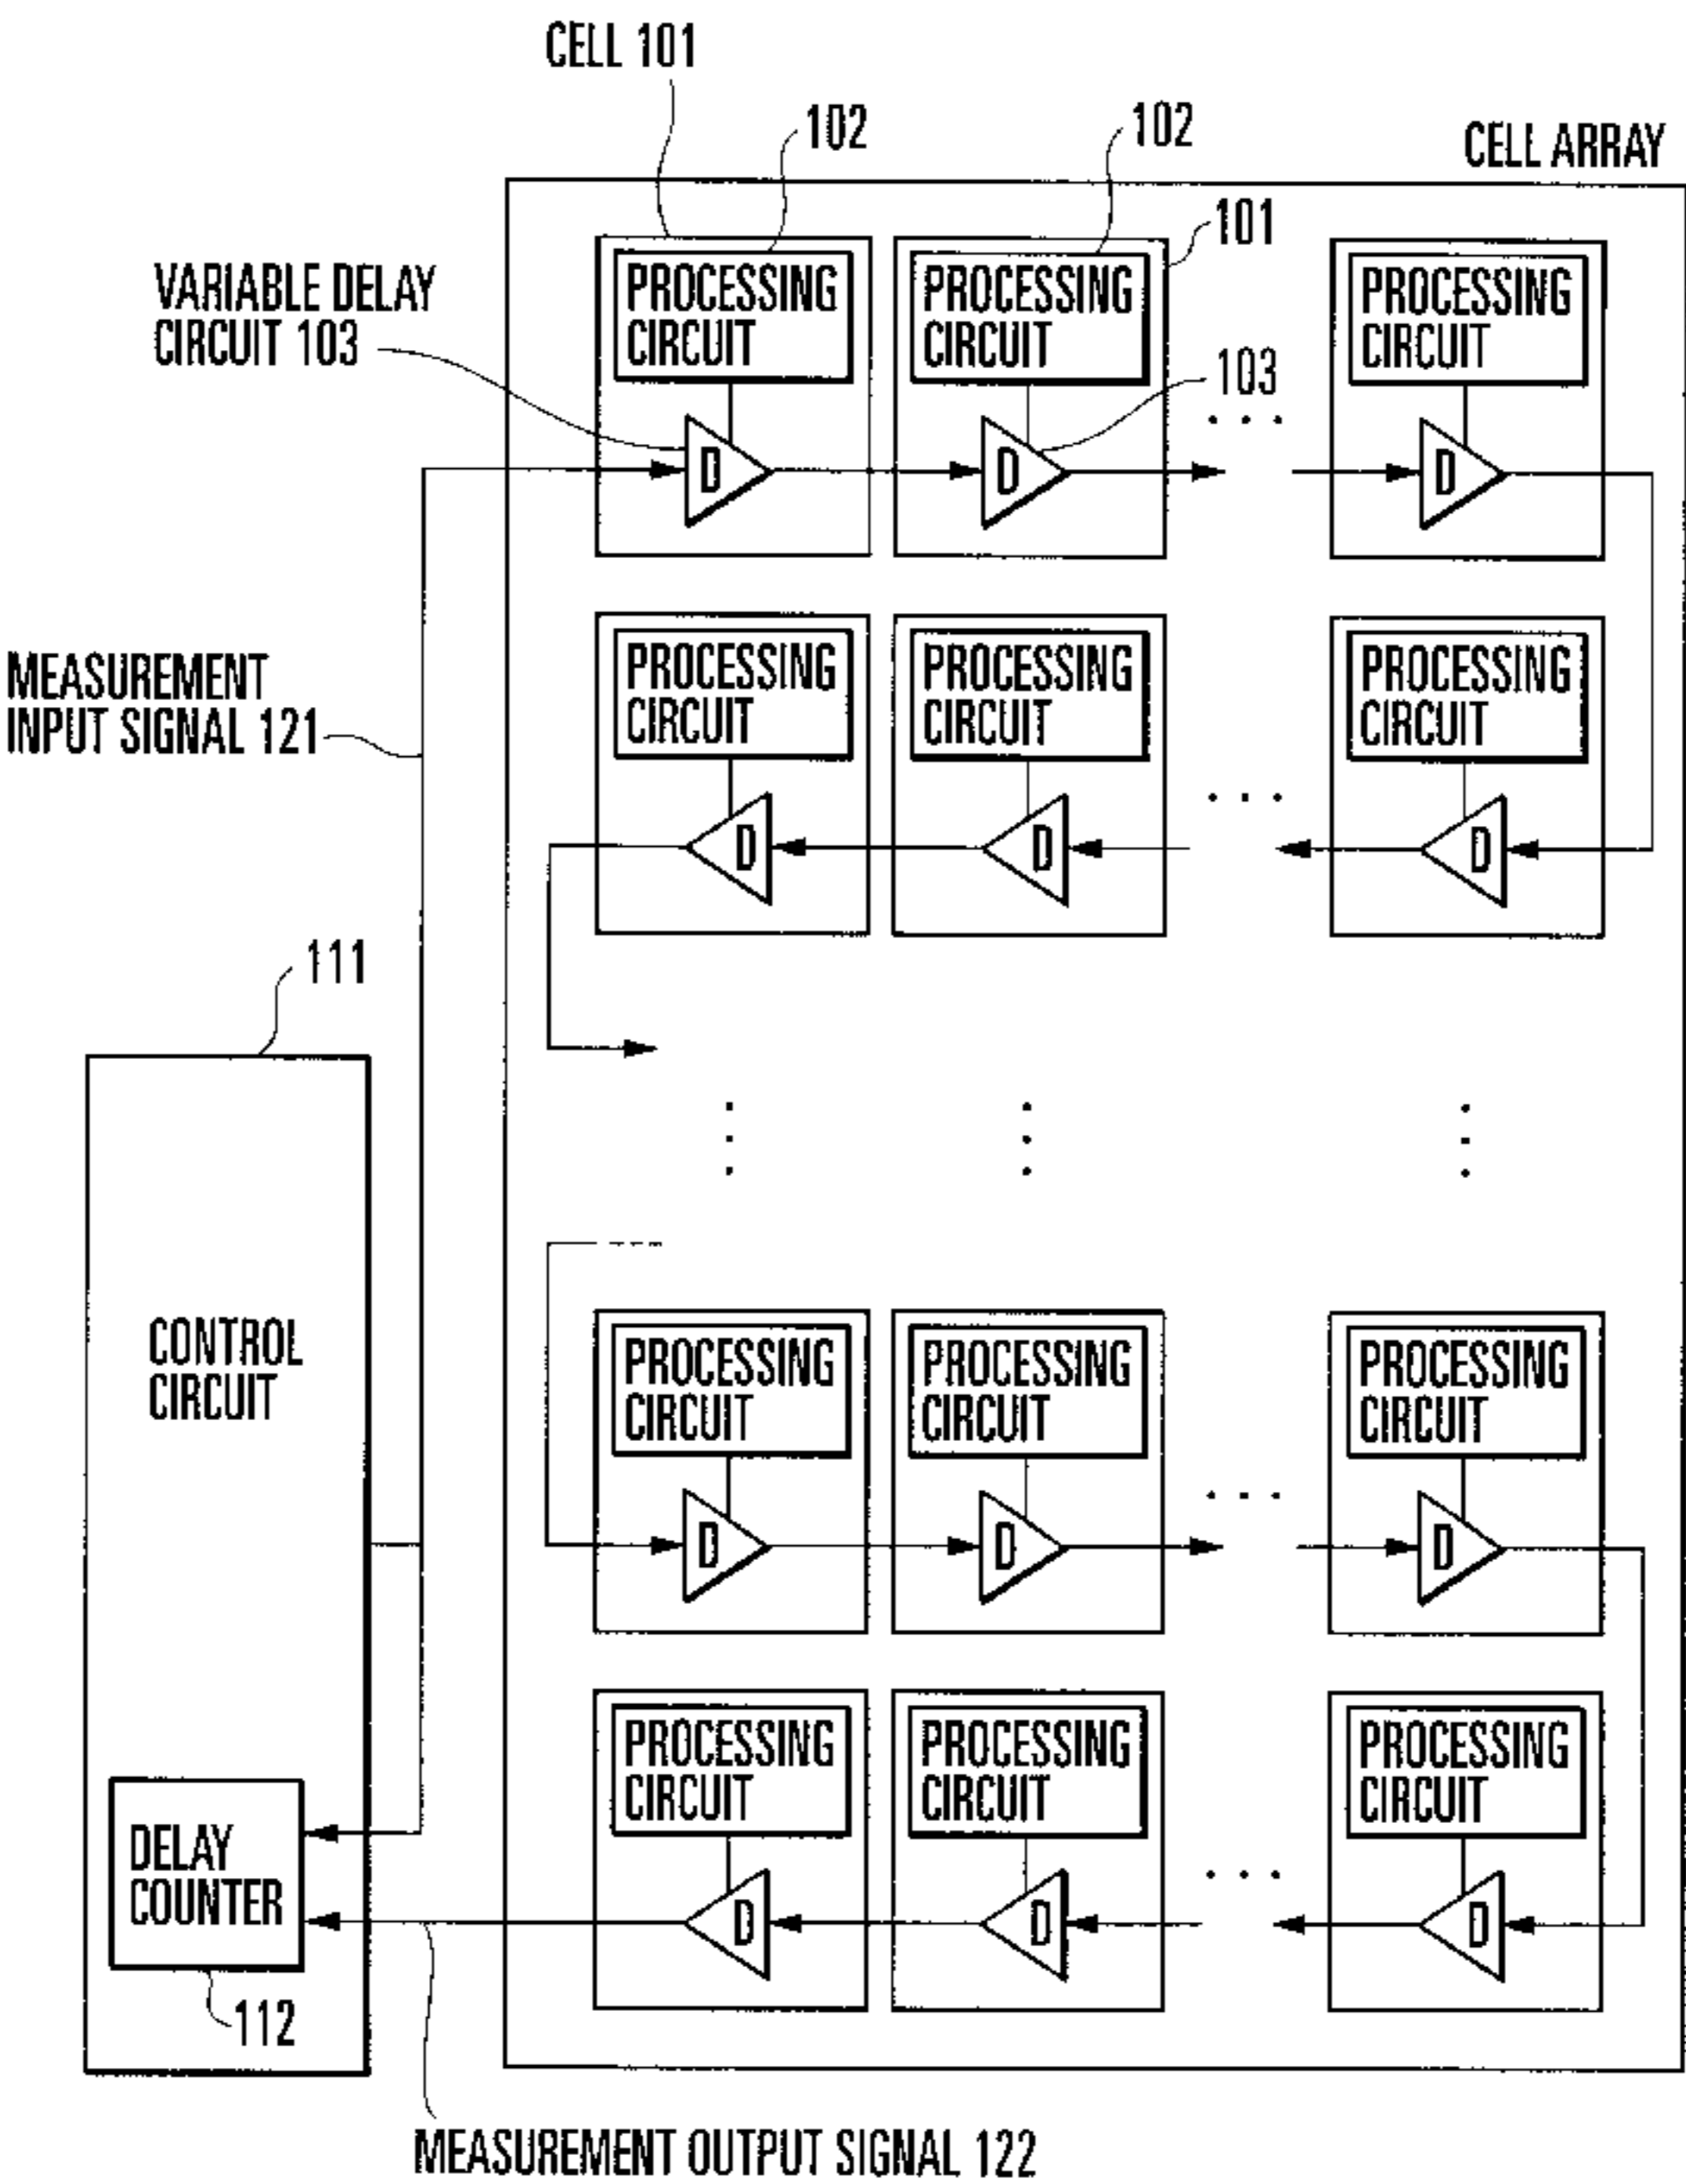 CELL 101
102
102
CELL ARRAY
101
VARIABLE DELAY
CIRCUIT 103
PROCESSING
CIRCUIT
PROCESSING
CIRCUIT
PROCESSING
CIRCUIT
103
D
D
D
MEASUREMENT
INPUT SIGNAL 121
PROCESSING
CIRCUIT
PROCESSING
CIRCUIT
PROCESSING
CIRCUIT
D
D
D
111
CONTROL
CIRCUIT
PROCESSING
CIRCUIT
PROCESSING
CIRCUIT
PROCESSING
CIRCUIT
D
D
D
PROCESSING
CIRCUIT
PROCESSING
CIRCUIT
PROCESSING
CIRCUIT
DELAY
COUNTER
D
D
D
112
MEASUREMENT OUTPUT SIGNAL 122